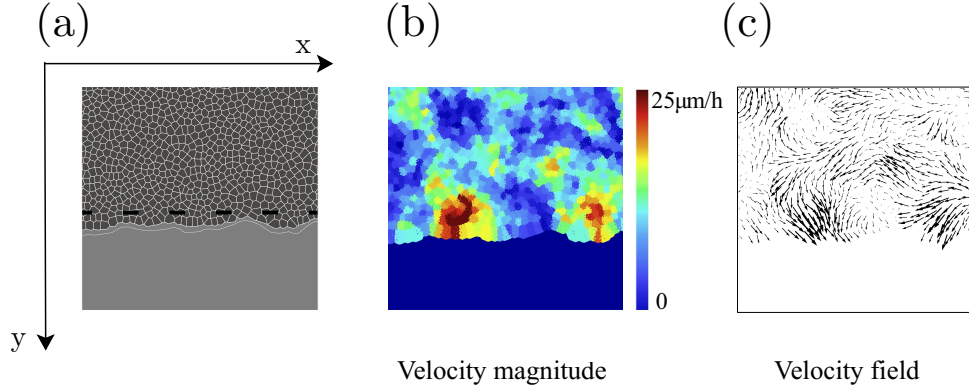 (a) (b) (c)
x
y
25μm/h
0
Velocity magnitude
Velocity field